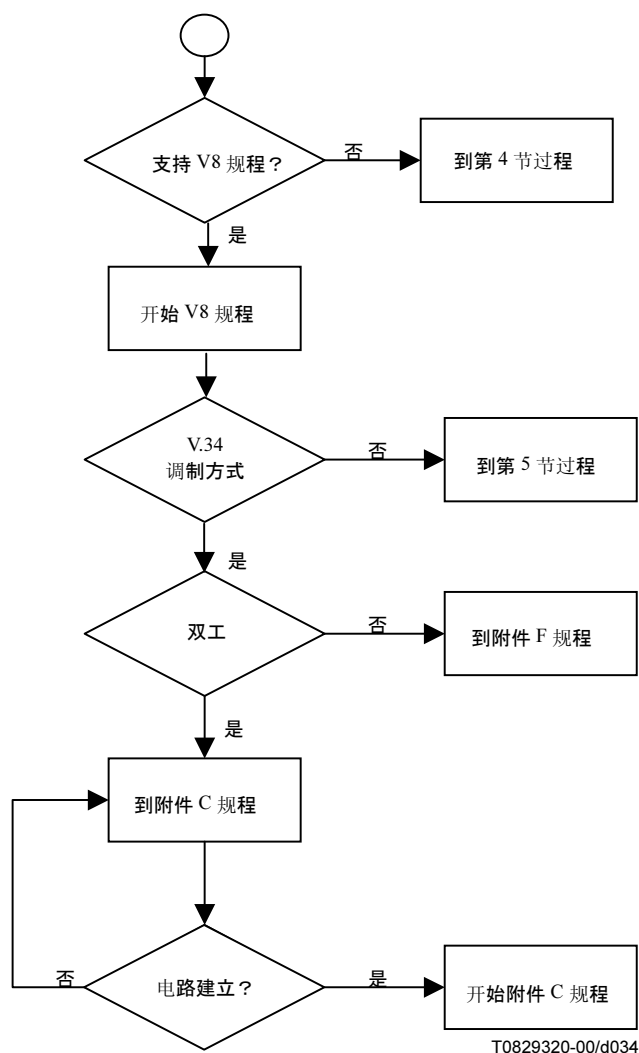 支持 V8 规程？
否
到第 4 节过程
是
开始 V8 规程
V.34
调制方式
否
到第 5 节过程
是
双工
否
到附件 F 规程
是
到附件 C 规程
否
电路建立？
是
开始附件 C 规程
T0829320-00/d034